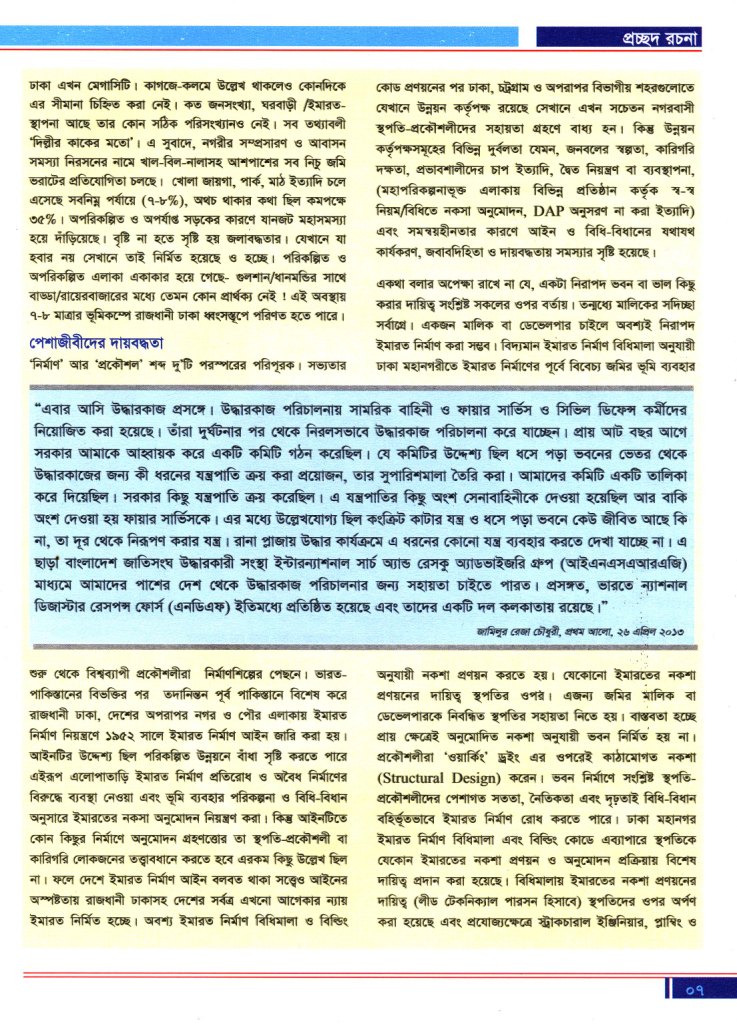 প্রচ্ছদ রচনা
ঢাকা এখন মেগাসিটি। কাগজে-কলমে উল্লেখ থাকলেও কোনদিকে
এর সীমানা চিহ্নিত করা নেই। কত জনসংখ্যা, ঘরবাড়ী /ইমারত-
স্থাপনা আছে তার কোন সঠিক পরিসংখ্যানও নেই। সব তথ্যাবলী
‘দিল্লীর কাকের মতো’। এ সুবাদে, নগরীর সম্প্রসারণ ও আবাসন
সমস্যা নিরসনের নামে খাল-বিল-নালাসহ আশপাশের সব নিচু জমি
ভরাটের প্রতিযোগিতা চলছে। খোলা জায়গা, পার্ক, মাঠ ইত্যাদি চলে
এসেছে সবনিম্ন পর্যায়ে (৭-৮%), অথচ থাকার কথা ছিল কমপক্ষে
৩৫%। অপরিকল্পিত ও অপর্যাপ্ত সড়কের কারণে যানজট মহাসমস্যা
হয়ে দাঁড়িয়েছে। বৃষ্টি না হতে সৃষ্টি হয় জলাবদ্ধতার। যেখানে যা
হবার নয় সেখানে তাই নির্মিত হয়েছে ও হচ্ছে। পরিকল্পিত ও
অপরিকল্পিত এলাকা একাকার হয়ে গেছে- গুলশান/ধানমন্ডির সাথে
বাড্ডা/রায়েরবাজারের মধ্যে তেমন কোন প্রার্থক্য নেই ! এই অবস্থায়
৭-৮ মাত্রার ভূমিকম্পে রাজধানী ঢাকা ধ্বংসস্তূপে পরিণত হতে পারে।
পেশাজীবীদের দায়বদ্ধতা
‘নির্মাণ’ আর ‘প্রকৌশল’ শব্দ দু’টি পরস্পরের পরিপূরক। সভ্যতার
কোড প্রণয়নের পর ঢাকা, চট্রগ্রাম ও অপরাপর বিভাগীয় শহরগুলোতে
যেখানে উন্নয়ন কর্তৃপক্ষ রয়েছে সেখানে এখন সচেতন নগরবাসী
স্থপতি-প্রকৌশলীদের সহায়তা গ্রহণে বাধ্য হন। কিন্তু উন্নয়ন
কর্তৃপক্ষসমূহের বিভিন্ন দুর্বলতা যেমন, জনবলের স্বল্পতা, কারিগরি
দক্ষতা, প্রভাবশালীদের চাপ ইত্যাদি, দ্বৈত নিয়ন্ত্রণ বা ব্যবস্থাপনা,
(মহাপরিকল্পনাভূক্ত এলাকায় বিভিন্ন প্রতিষ্ঠান কর্তৃক স্ব-স্ব
নিয়ম/বিধিতে নকসা অনুমোদন, DAP অনুসরণ না করা ইত্যাদি)
এবং সমন্বয়হীনতার কারণে আইন ও বিধি-বিধানের যথাযথ
কার্যকরণ, জবাবদিহিতা ও দায়বদ্ধতায় সমস্যার সৃষ্টি হয়েছে।
একথা বলার অপেক্ষা রাখে না যে, একটা নিরাপদ ভবন বা ভাল কিছু
করার দায়িত্ব সংশ্লিষ্ট সকলের ওপর বর্তায়। তন্মধ্যে মালিকের সদিচ্ছা
সর্বাগ্রে। একজন মালিক বা ডেভেলপার চাইলে অবশ্যই নিরাপদ
ইমারত নির্মাণ করা সম্ভব। বিদ্যমান ইমারত নির্মাণ বিধিমালা অনুযায়ী
ঢাকা মহানগরীতে ইমারত নির্মাণের পূর্বে বিবেচ্য জমির ভূমি ব্যবহার
“এবার আসি উদ্ধারকাজ প্রসঙ্গে। উদ্ধারকাজ পরিচালনায় সামরিক বাহিনী ও ফায়ার সার্ভিস ও সিভিল ডিফেন্স কর্মীদের
নিয়োজিত করা হয়েছে। তাঁরা দুর্ঘটনার পর থেকে নিরলসভাবে উদ্ধারকাজ পরিচালনা করে যাচ্ছেন। প্রায় আট বছর আগে
সরকার আমাকে আহ্বায়ক করে একটি কমিটি গঠন করেছিল। যে কমিটির উদ্দেশ্য ছিল ধসে পড়া ভবনের ভেতর থেকে
উদ্ধারকাজের জন্য কী ধরনের যন্ত্রপাতি ক্রয় করা প্রয়োজন, তার সুপারিশমালা তৈরি করা। আমাদের কমিটি একটি তালিকা
করে দিয়েছিল। সরকার কিছু যন্ত্রপাতি ক্রয় করেছিল। এ যন্ত্রপাতির কিছু অংশ সেনাবাহিনীকে দেওয়া হয়েছিল আর বাকি
অংশ দেওয়া হয় ফায়ার সার্ভিসকে। এর মধ্যে উল্লেখযোগ্য ছিল কংক্রিট কাটার যন্ত্র ও ধসে পড়া ভবনে কেউ জীবিত আছে কি
না, তা দূর থেকে নিরূপণ করার যন্ত্র। রানা প্লাজায় উদ্ধার কার্যক্রমে এ ধরনের কোনো যন্ত্র ব্যবহার করতে দেখা যাচ্ছে না। এ
ছাড়া বাংলাদেশ জাতিসংঘ উদ্ধারকারী সংস্থা ইন্টারন্যাশনাল সার্চ অ্যান্ড রেসকু অ্যাডভাইজরি গ্রুপ (আইএনএসএআরএজি)
মাধ্যমে আমাদের পাশের দেশ থেকে উদ্ধারকাজ পরিচালনার জন্য সহায়তা চাইতে পারত। প্রসঙ্গত, ভারতে ন্যাশনাল
ডিজাস্টার রেসপন্স ফোর্স (এনডিএফ) ইতিমধ্যে প্রতিষ্ঠিত হয়েছে এবং তাদের একটি দল কলকাতায় রয়েছে।”
জামিলুর রেজা চৌধুরী, প্রথম আলো, ২৬ এপ্রিল ২০১৩
শুরু থেকে বিশ্বব্যাপী প্রকৌশলীরা নির্মাণশিল্পের পেছনে। ভারত-
পাকিস্তানের বিভক্তির পর তদানিন্তন পূর্ব পাকিস্তানে বিশেষ করে
রাজধানী ঢাকা, দেশের অপরাপর নগর ও পৌর এলাকায় ইমারত
নির্মাণ নিয়ন্ত্রণে ১৯৫২ সালে ইমারত নির্মাণ আইন জারি করা হয়।
আইনটির উদ্দেশ্য ছিল পরিকল্পিত উন্নয়নে বাঁধা সৃষ্টি করতে পারে
এইরূপ এলোপাতাড়ি ইমারত নির্মাণ প্রতিরোধ ও অবৈধ নির্মাণের
বিরুদ্ধে ব্যবস্থা নেওয়া এবং ভূমি ব্যবহার পরিকল্পনা ও বিধি-বিধান
অনুসারে ইমারতের নকসা অনুমোদন নিয়ন্ত্রণ করা। কিন্তু আইনটিতে
কোন কিছুর নির্মাণে অনুমোদন গ্রহণত্তোর তা স্থপতি-প্রকৌশলী বা
কারিগরি লোকজনের তত্ত্বাবধানে করতে হবে এরকম কিছু উল্লেখ ছিল
না। ফলে দেশে ইমারত নির্মাণ আইন বলবত থাকা সত্ত্বেও আইনের
অস্পষ্টতায় রাজধানী ঢাকাসহ দেশের সর্বত্র এখনো আগেকার ন্যায়
ইমারত নির্মিত হচ্ছে। অবশ্য ইমারত নির্মাণ বিধিমালা ও বিল্ডিং
অনুযায়ী নকশা প্রণয়ন করতে হয়। যেকোনো ইমারতের নকশা
প্রণয়নের দায়িত্ব স্থপতির ওপর। এজন্য জমির মালিক বা
ডেভেলপারকে নিবন্ধিত স্থপতির সহায়তা নিতে হয়। বাস্তবতা হচ্ছে
প্রায় ক্ষেত্রেই অনুমোদিত নকশা অনুযায়ী ভবন নির্মিত হয় না।
প্রকৌশলীরা ‘ওয়ার্কিং’ ড্রইং এর ওপরেই কাঠামোগত নকশা
(Structural Design) করেন। ভবন নির্মাণে সংশ্লিষ্ট স্থপতি-
প্রকৌশলীদের পেশাগত সততা, নৈতিকতা এবং দৃঢ়তাই বিধি-বিধান
বহির্ভূতভাবে ইমারত নির্মাণ রোধ করতে পারে। ঢাকা মহানগর
ইমারত নির্মাণ বিধিমালা এবং বিল্ডিং কোডে এব্যাপারে স্থপতিকে
যেকোন ইমারতের নকশা প্রণয়ন ও অনুমোদন প্রক্রিয়ায় বিশেষ
দায়িত্ব প্রদান করা হয়েছে। বিধিমালায় ইমারতের নকশা প্রণয়নের
দায়িত্ব (লীড টেকনিক্যাল পারসন হিসাবে) স্থপতিদের ওপর অর্পণ
করা হয়েছে এবং প্রযোজ্যক্ষেত্রে স্ট্রাকচারাল ইঞ্জিনিয়ার, প্লাম্বিং ও
০৭